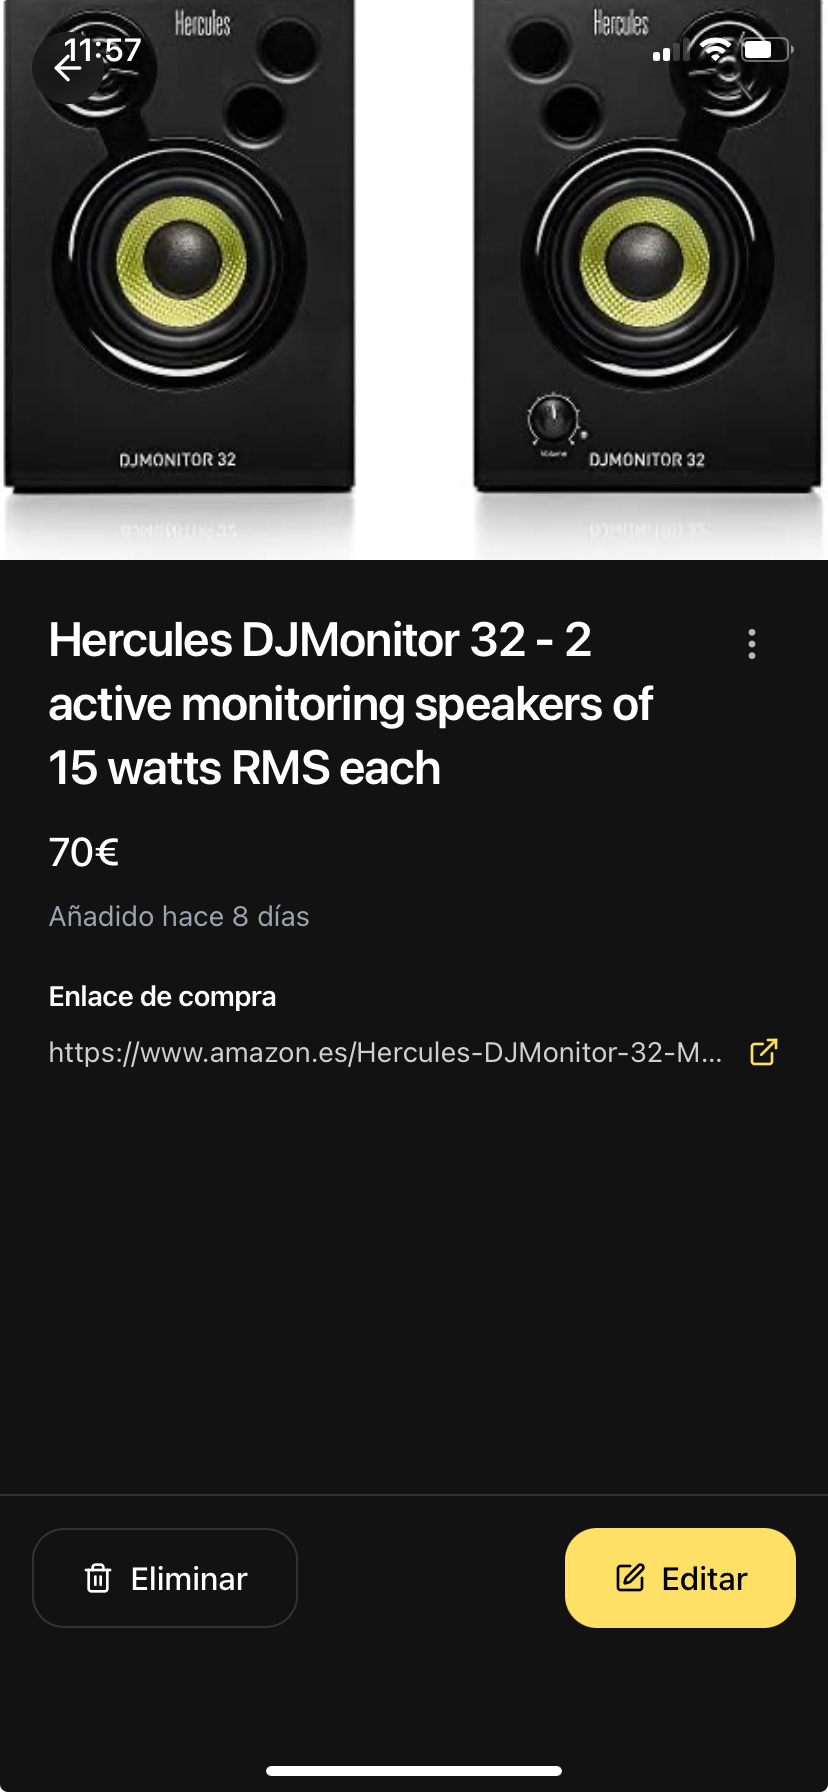 Hercules
Hercules
11:57
Volume
DJMONITOR 32
DJMONITOR 32
Hercules DJMonitor 32 - 2
active monitoring speakers of
15 watts RMS each
70€
Añadido hace 8 días
Enlace de compra
https://www.amazon.es/Hercules-DJMonitor-32-M...
Eliminar
Editar